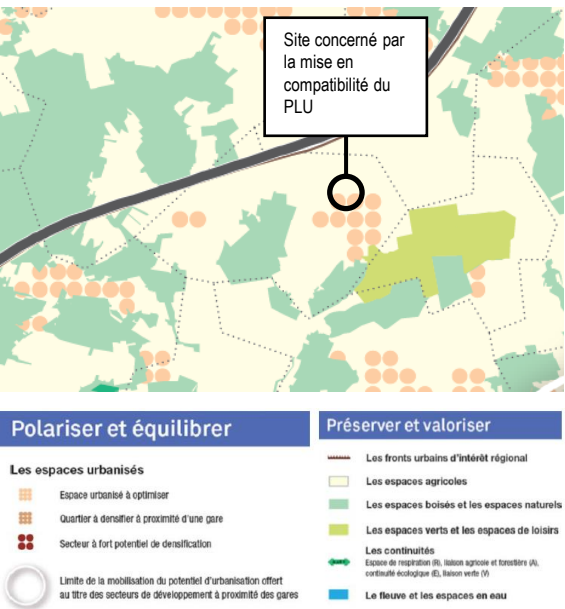 Site concerné par
la mise en
compatibilité du
PLU
Polariser et équilibrer
Les espaces urbanisés
Espace urbanisé à optimiser
Quartier à densifier à proximité d'une gare
Secteur à fort potentiel de densification
Limite de la mobilisation du potentiel d'urbanisation offert
au titre des secteurs de développement à proximité des gares
Préserver et valoriser
Les fronts urbains d'intérêt régional
Les espaces agricoles
Les espaces boisés et les espaces naturels
Les espaces verts et les espaces de loisirs
Les continuités
Espace de respiration (R), liaison agricole et forestière (A),
continuité écologique (E), liaison verte (V)
Le fleuve et les espaces en eau